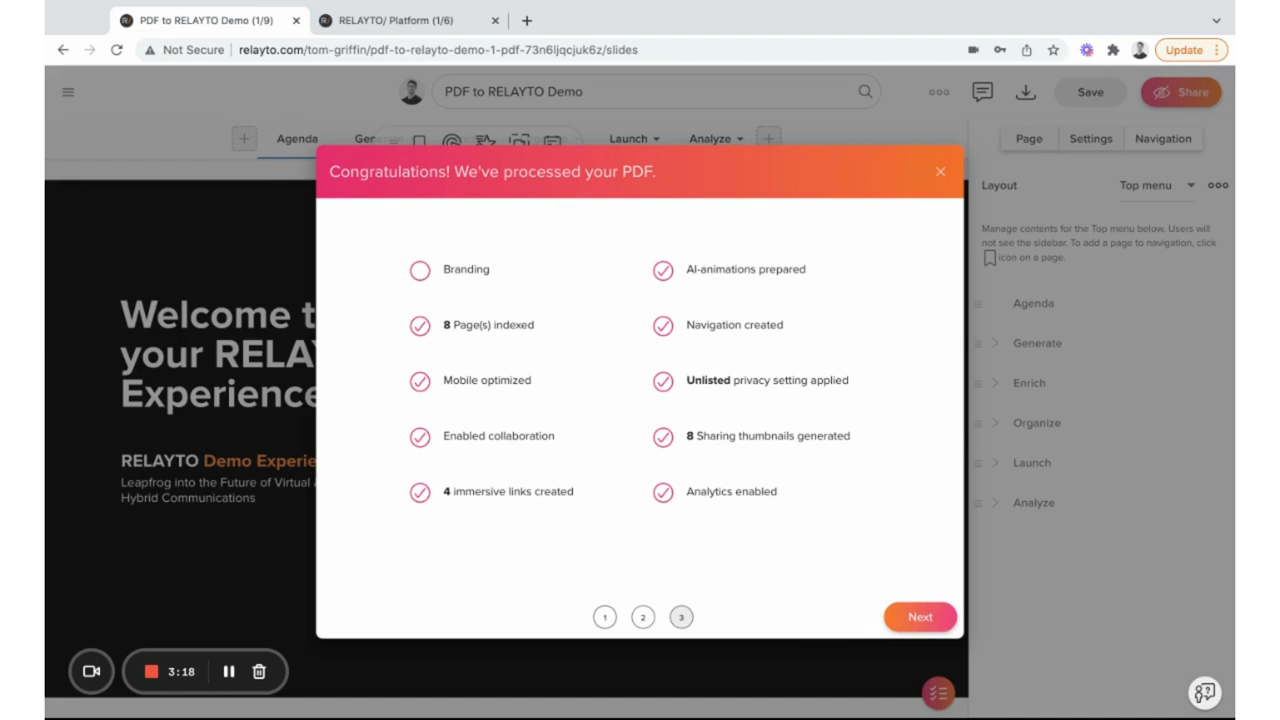 PDF to RELAYTO Demo (1/9)
RELAYTO/ Platform (1/6)
Not Secure
relayto.com/tom-griffin/pdf-to-relayto-demo-1-pdf-73n6ljqcjuk6z/slides
Update
PDF to RELAYTO Demo
Save
Share
Agenda
Launch
Analyze
Page
Settings
Navigation
Congratulations! We've processed your PDF.
Layout
Top menu
Manage contents for the Top menu below. Users will
not see the sidebar. To add a page to navigation, click
icon on a page.
Branding
AI-animations prepared
8 Page(s) indexed
Navigation created
Mobile optimized
Unlisted privacy setting applied
Enabled collaboration
8 Sharing thumbnails generated
4 immersive links created
Analytics enabled
1
2
3
Next
Welcome t
your RELA
Experience
RELAYTO Demo Experie
Leapfrog into the Future of Virtual
Hybrid Communications
Agenda
Generate
Enrich
Organize
Launch
Analyze
3:18